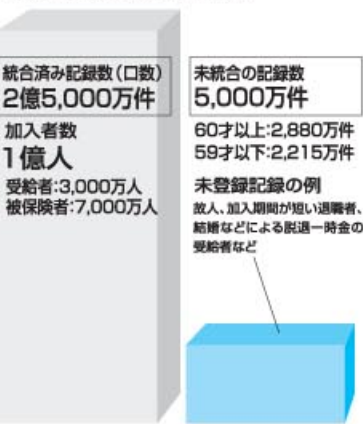 統合済み記録数(口数)
2億5,000万件
加入者数
1億人
受給者:3,000万人
被保険者:7,000万人
未統合の記録数
5,000万件
60才以上:2,880万件
59才以下:2,215万件
未登録記録の例
故人、加入期間が短い退職者、
結婚などによる脱退一時金の
受給者など